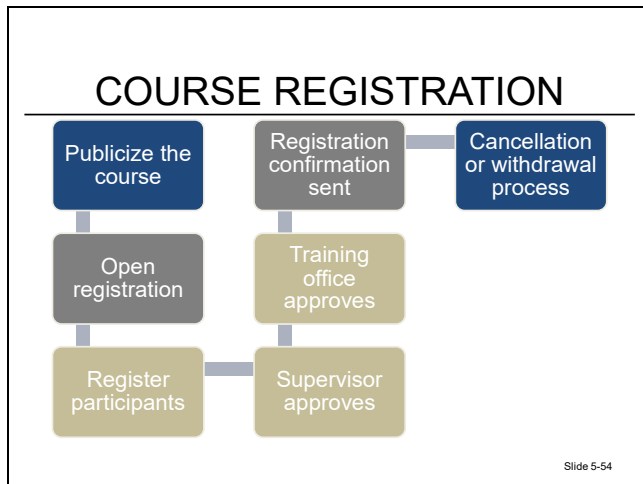 COURSE REGISTRATION
Publicize the
course
Open
registration
Register
participants
Supervisor
approves
Training
office
approves
Registration
confirmation
sent
Cancellation
or withdrawal
process
Slide 5-54